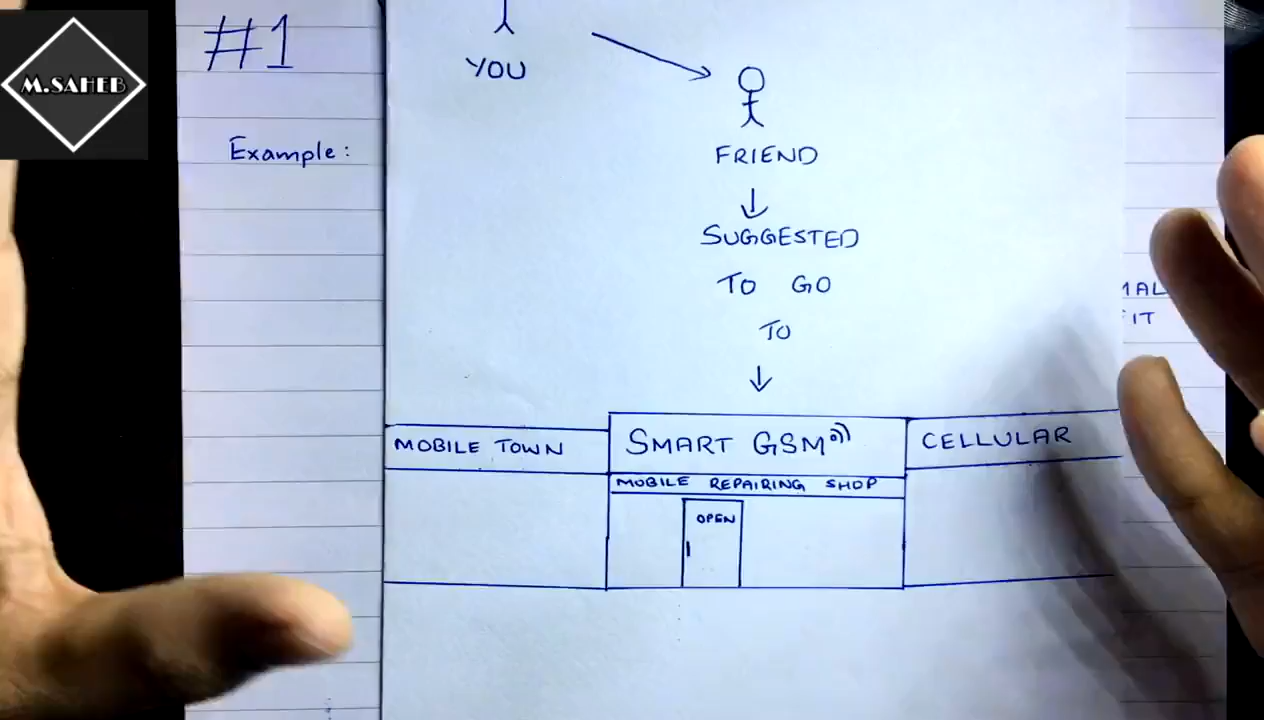 #1
M.SAHEB
YOU
Example:
FRIEND
SUGGESTED
TO GO
TO
MOBILE TOWN
SMART GSM
CELLULAR
MOBILE REPAIRING SHOP
OPEN